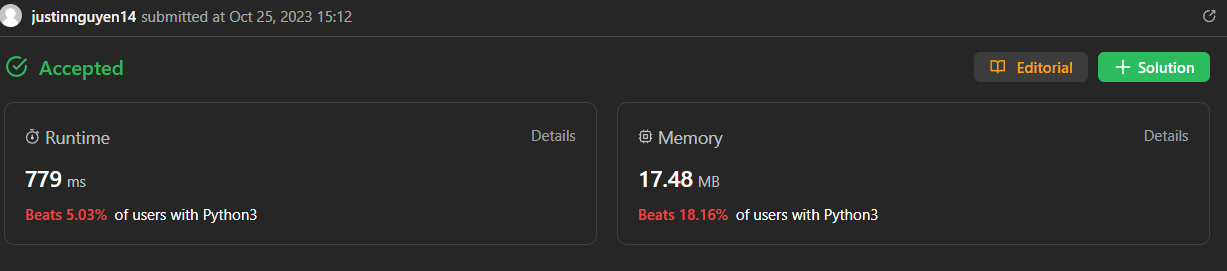 justinnguyen14 submitted at Oct 25, 2023 15:12
Accepted
Editorial
Solution
Runtime
Details
779 ms
Beats 5.03% of users with Python3
Memory
Details
17.48 MB
Beats 18.16% of users with Python3